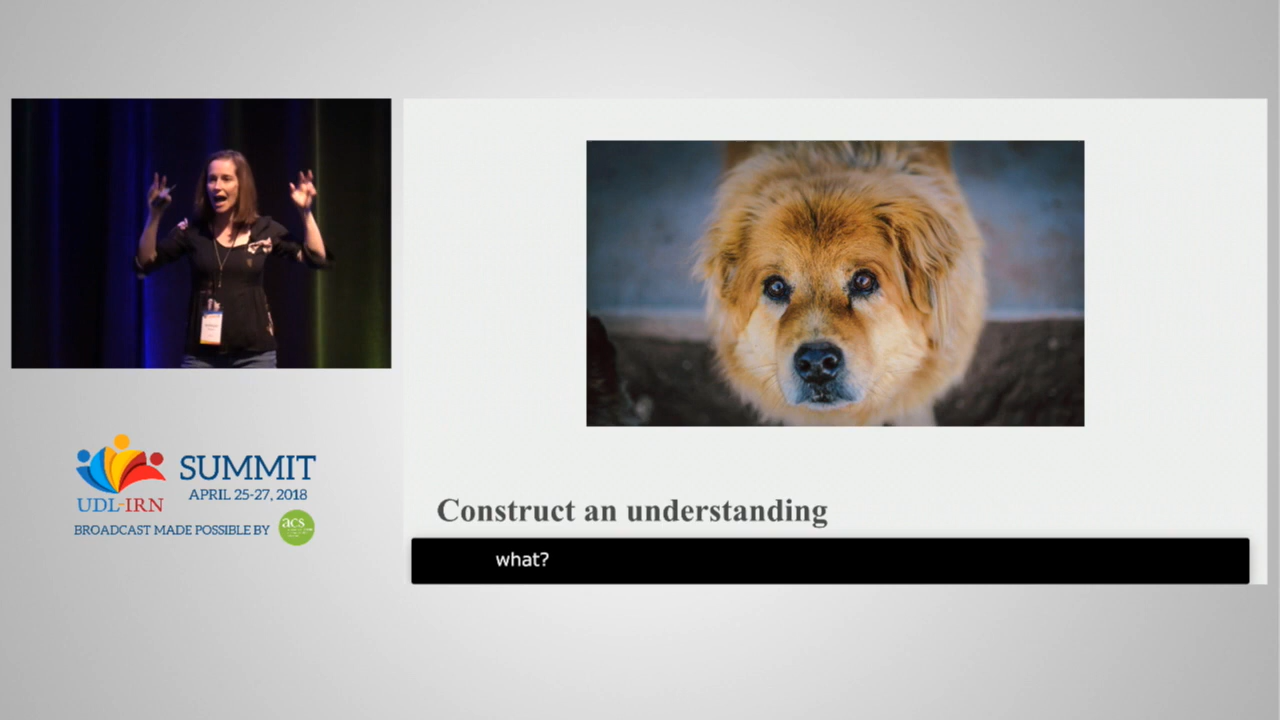 SUMMIT
APRIL 25-27, 2018
UDL-IRN
BROADCAST MADE POSSIBLE BY
acs
Construct an understanding
what?